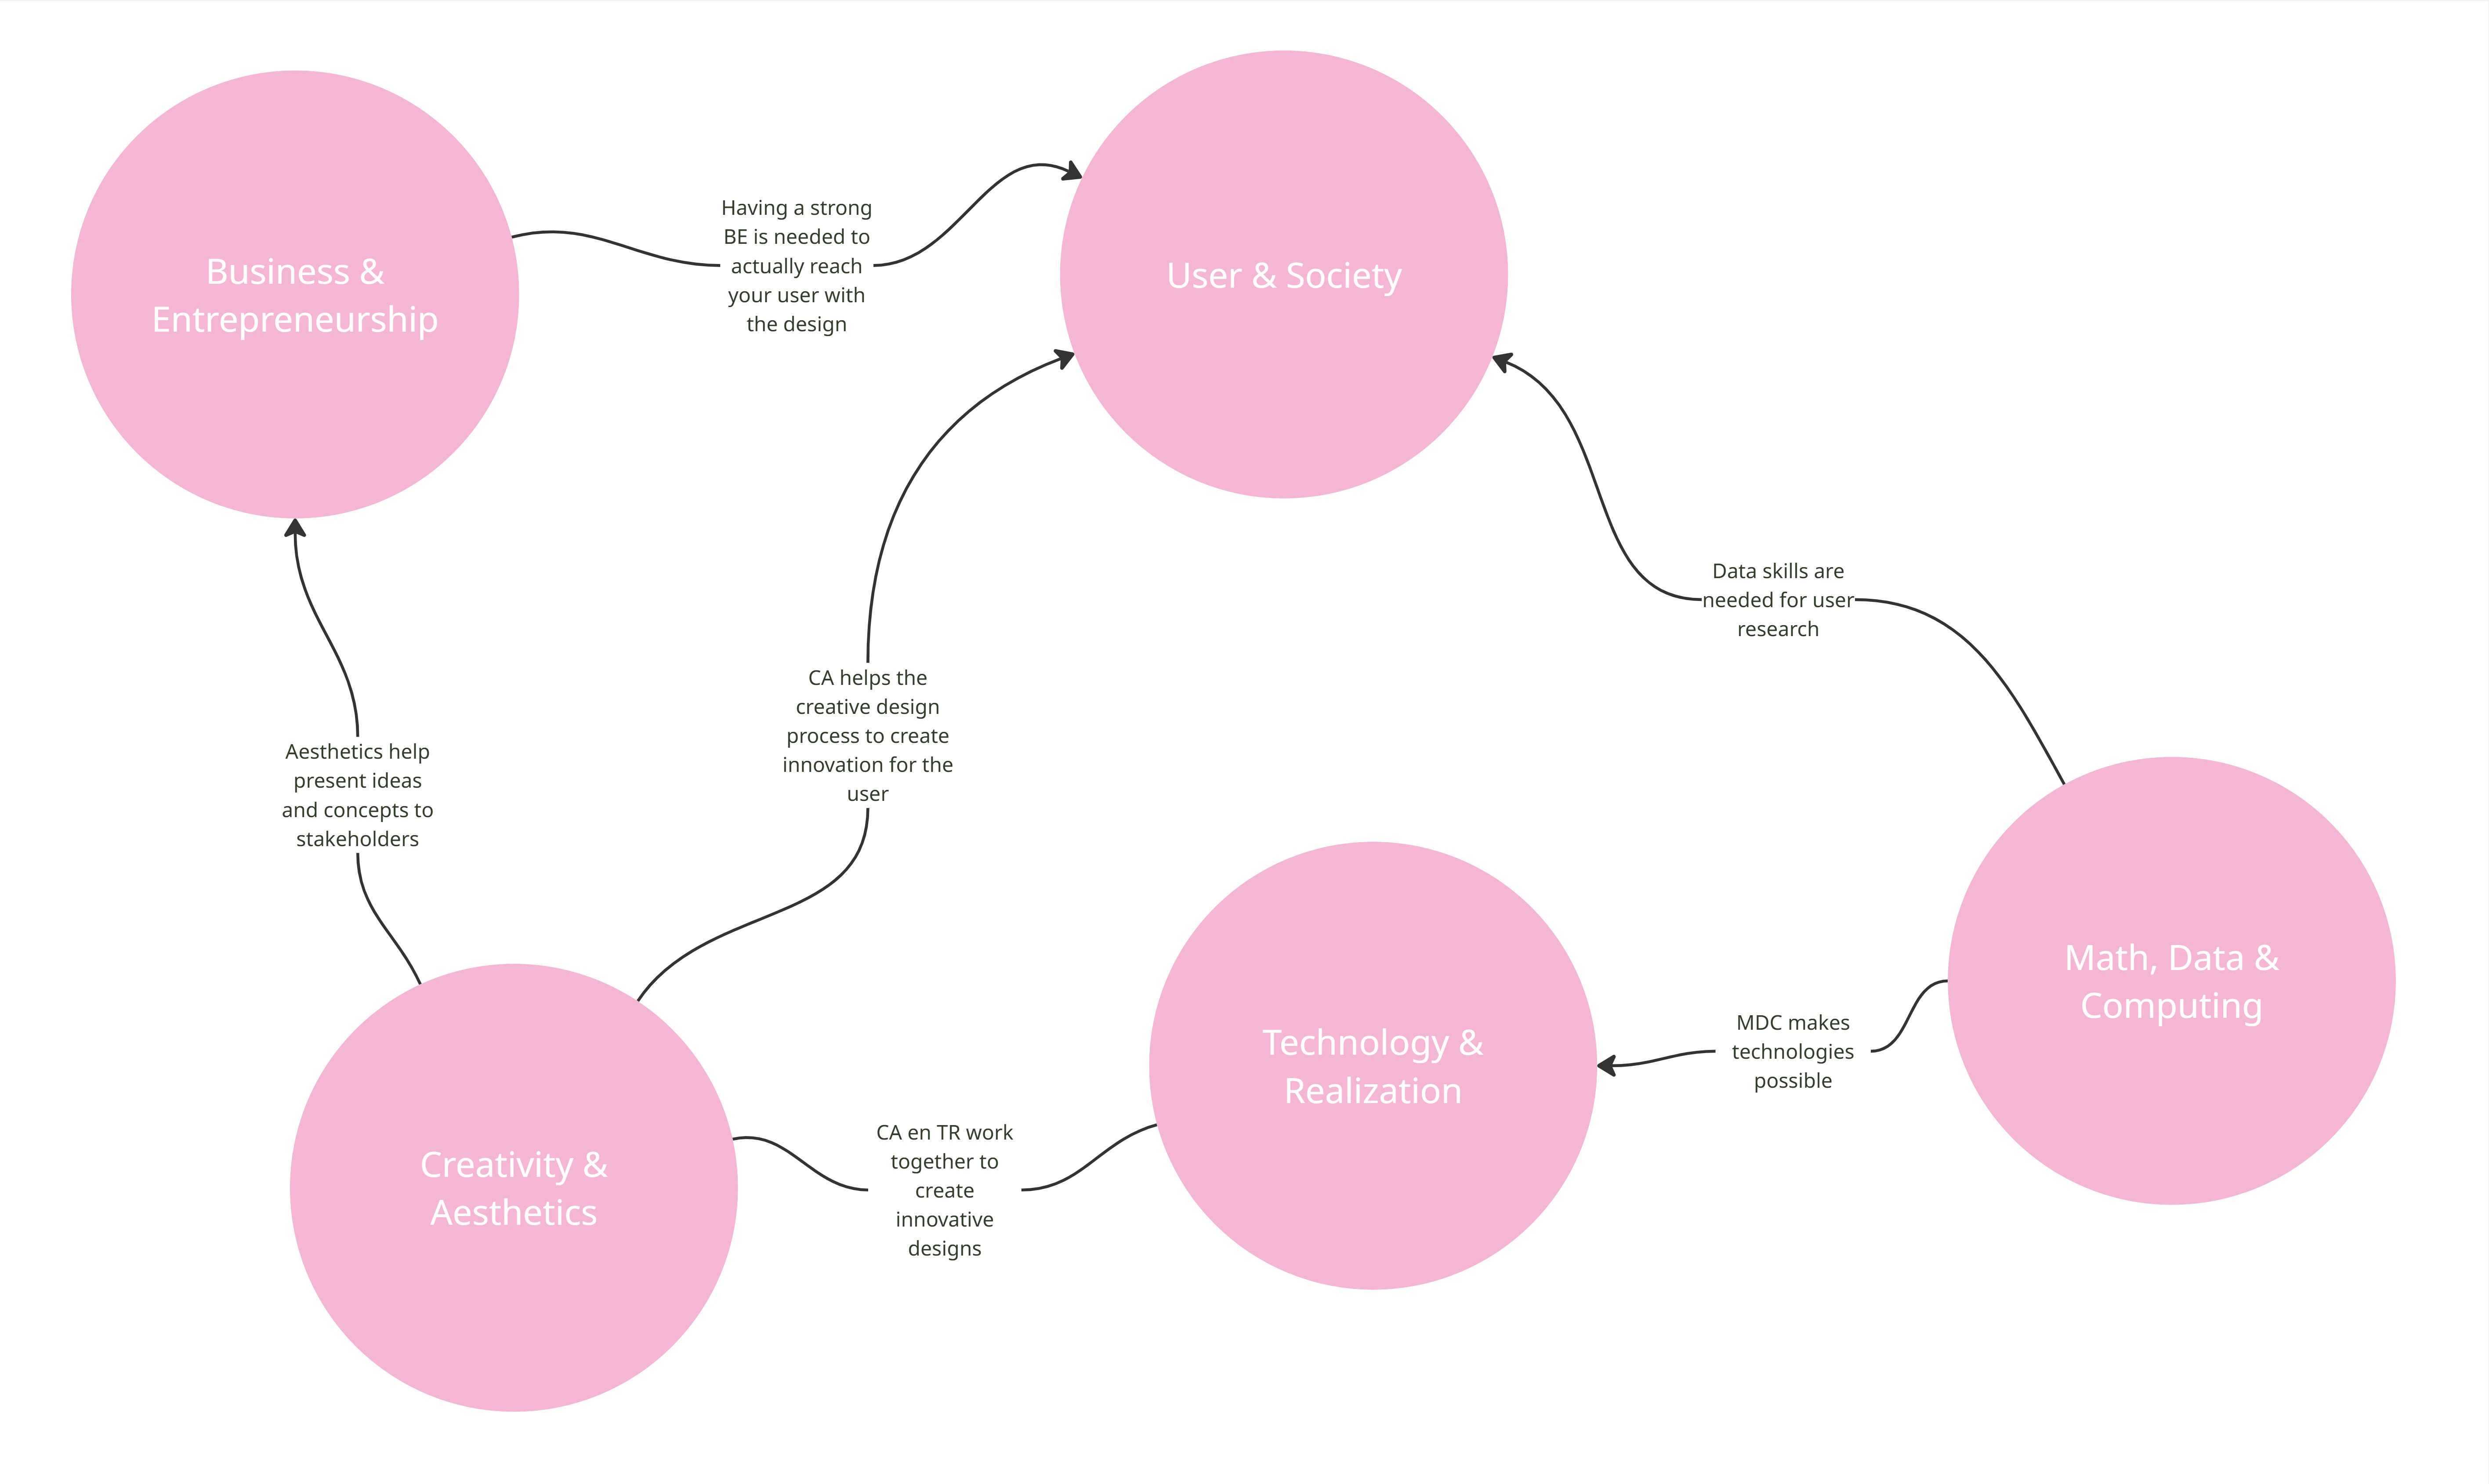 Business &
Entrepreneurship
Having a strong
BE is needed to
actually reach
your user with
the design
User & Society
Aesthetics help
present ideas
and concepts to
stakeholders
CA helps the
creative design
process to create
innovation for the
user
Data skills are
needed for user
research
Creativity &
Aesthetics
CA en TR work
together to
create
innovative
designs
Technology &
Realization
MDC makes
technologies
possible
Math, Data &
Computing